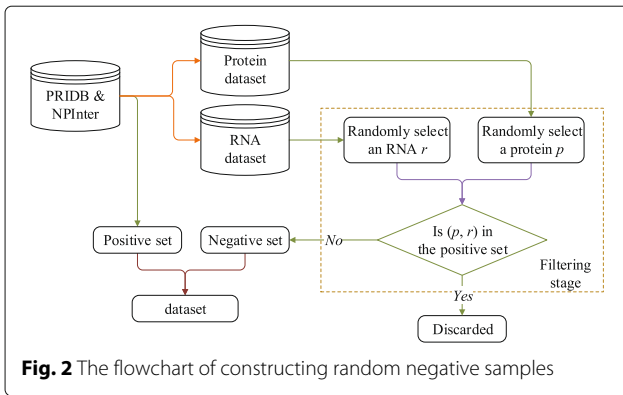 Protein
dataset
PRIDB &
NPInter
RNA
dataset
Randomly select
an RNA r
Randomly select
a protein p
Is (p, r) in
the positive set
No
Positive set
Negative set
Filtering
stage
Yes
dataset
Discarded
Fig. 2 The flowchart of constructing random negative samples